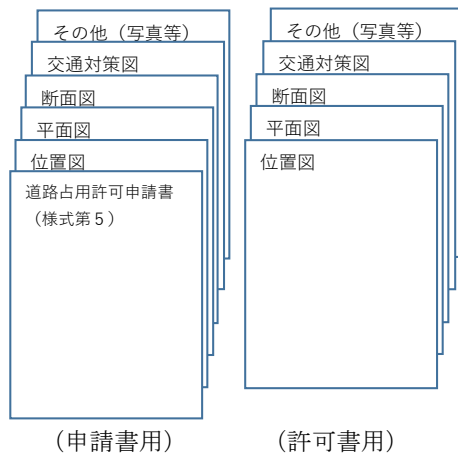 その他（写真等）
交通対策図
断面図
平面図
位置図
道路占用許可申請書
（様式第５）
（申請書用）
その他（写真等）
交通対策図
断面図
平面図
位置図
（許可書用）